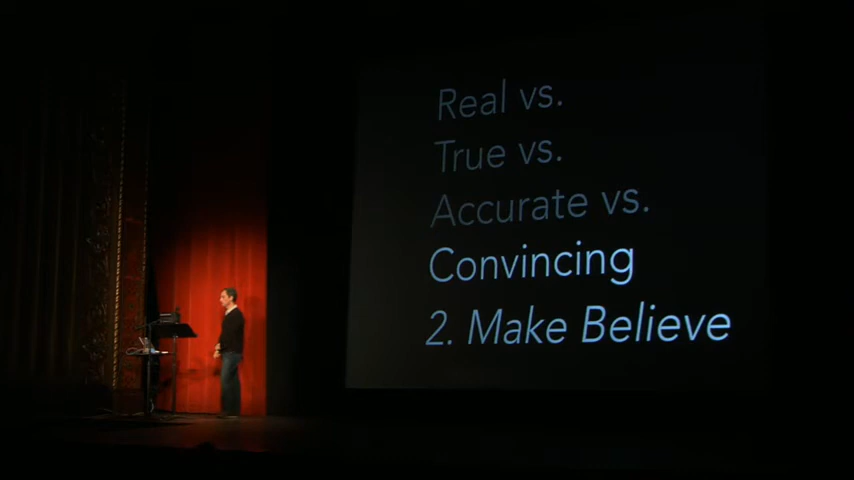 Real vs.
True vs.
Accurate vs.
Convincing
2. Make Believe